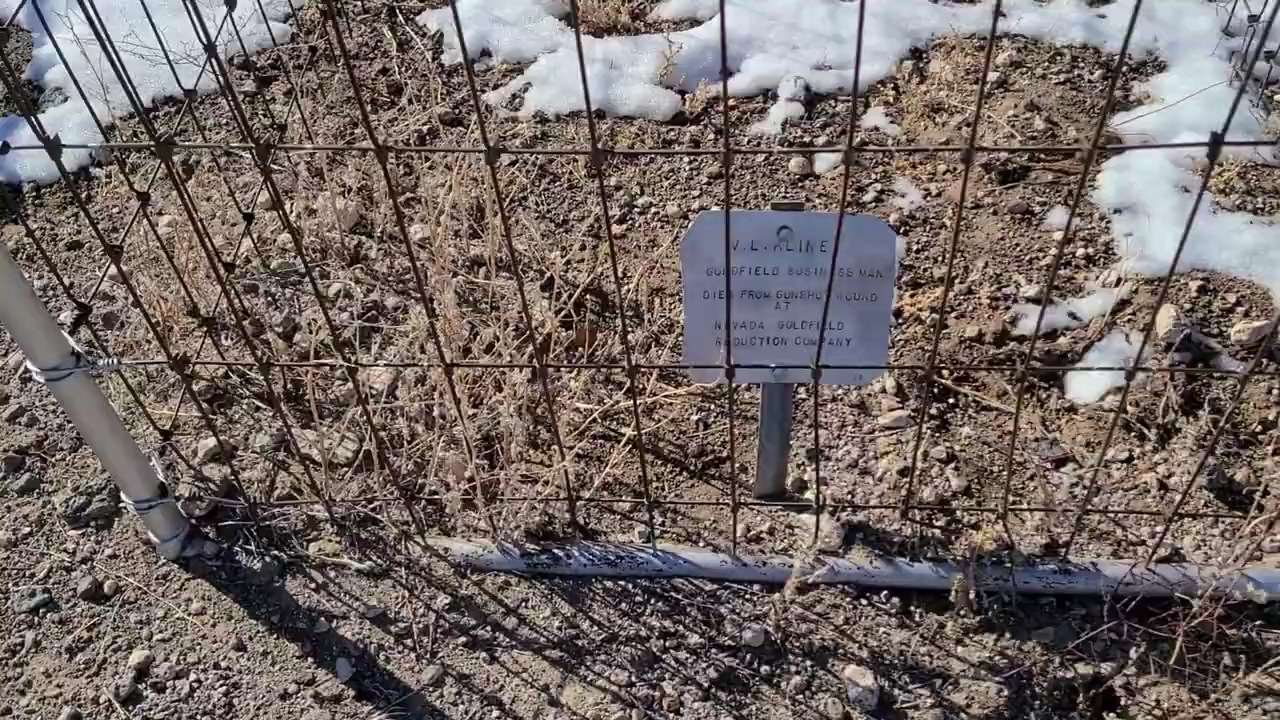 V.L. KLINE
GOLDFIELD BUSINESS MAN
DIED FROM GUNSHOT WOUND
AT
NEVADA GOLDFIELD
REDUCTION COMPANY